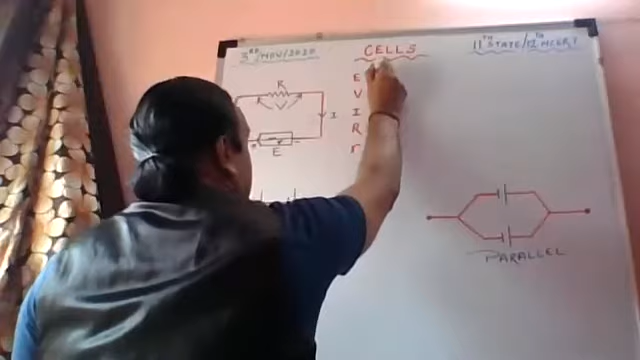 3RD NOV/2020
CELLS
11TH STATE/12TH NCERT
R
V
I
E
E
V
I
R
r
PARALLEL